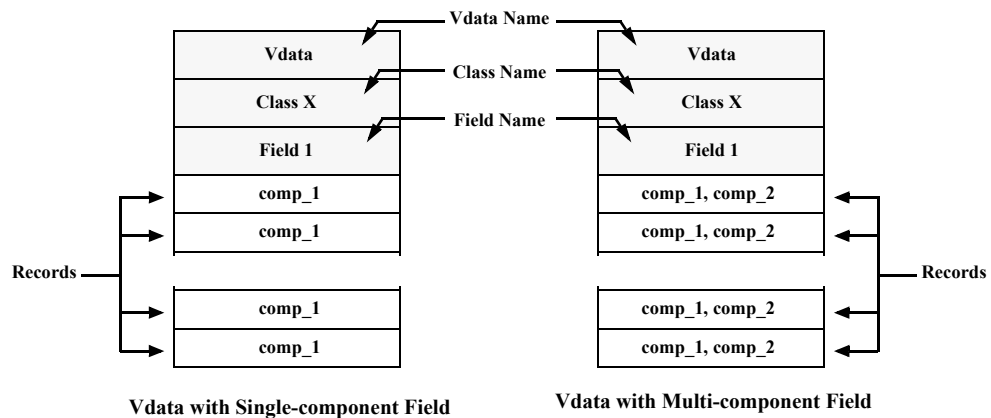 Vdata Name
Vdata
Vdata
Class Name
Class X
Class X
Field Name
Field 1
Field 1
comp_1
comp_1, comp_2
comp_1
comp_1, comp_2
Records
Records
comp_1
comp_1, comp_2
comp_1
comp_1, comp_2
Vdata with Single-component Field
Vdata with Multi-component Field